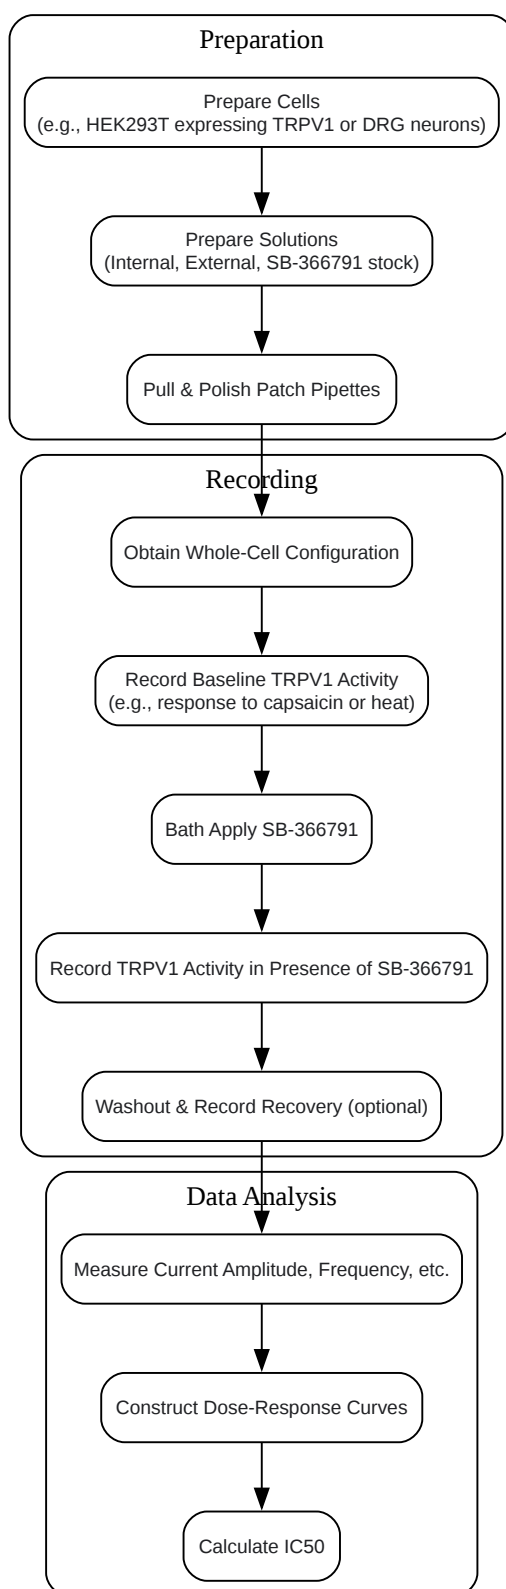 Preparation
Prepare Cells
(e.g., HEK293T expressing TRPV1 or DRG neurons)
Prepare Solutions
(Internal, External, SB-366791 stock)
Pull & Polish Patch Pipettes
Recording
Obtain Whole-Cell Configuration
Record Baseline TRPV1 Activity
(e.g., response to capsaicin or heat)
Bath Apply SB-366791
Record TRPV1 Activity in Presence of SB-366791
Washout & Record Recovery (optional)
Data Analysis
Measure Current Amplitude, Frequency, etc.
Construct Dose-Response Curves
Calculate IC50